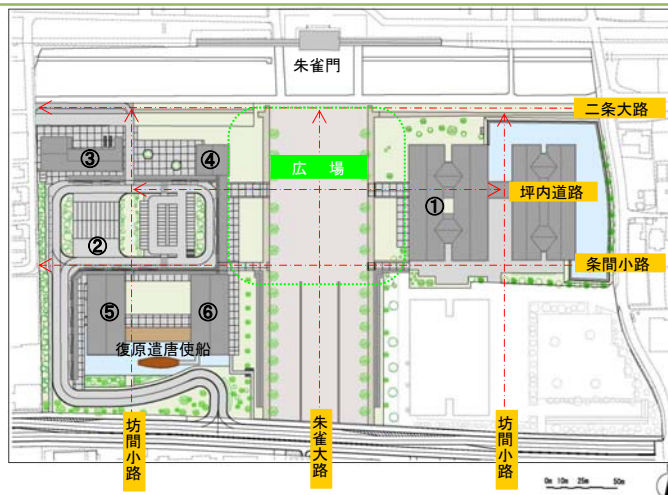 朱雀門
二条大路
③
④
広場
①
坪内道路
②
条間小路
⑤
⑥
復原遣唐使船
坊間小路
朱雀大路
坊間小路
0m 10m 25m 50m